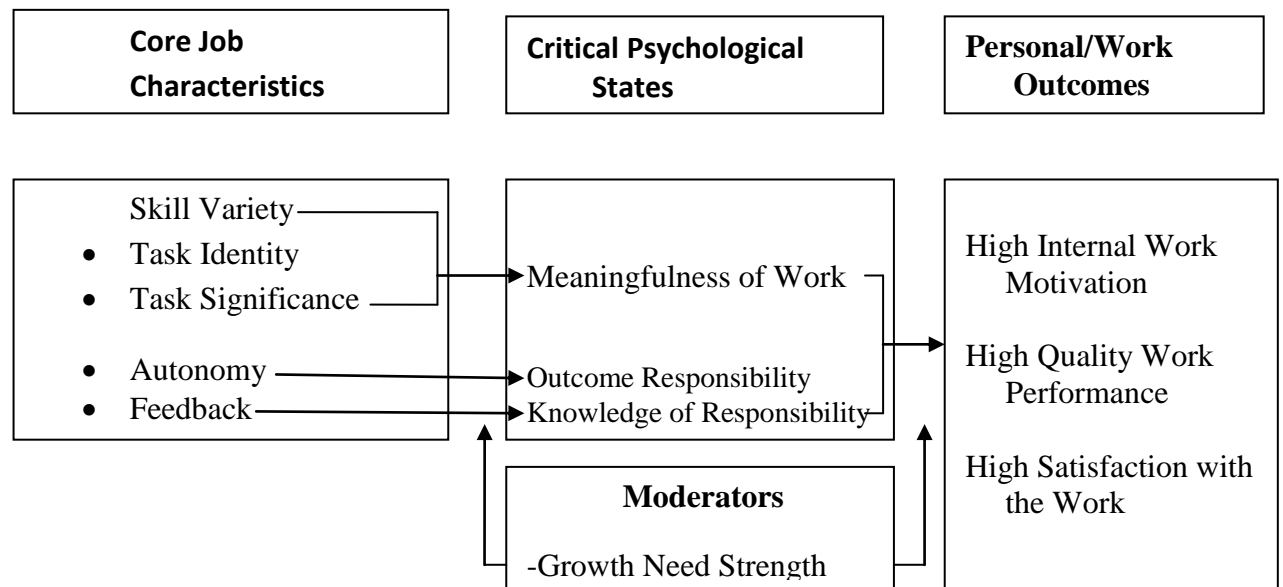 Core Job
Characteristics
Critical Psychological
States
Personal/Work
Outcomes
Skill Variety
• Task Identity
• Task Significance
• Autonomy
• Feedback
Meaningfulness of Work
Outcome Responsibility
Knowledge of Responsibility
High Internal Work
Motivation
High Quality Work
Performance
High Satisfaction with
the Work
Moderators
-Growth Need Strength